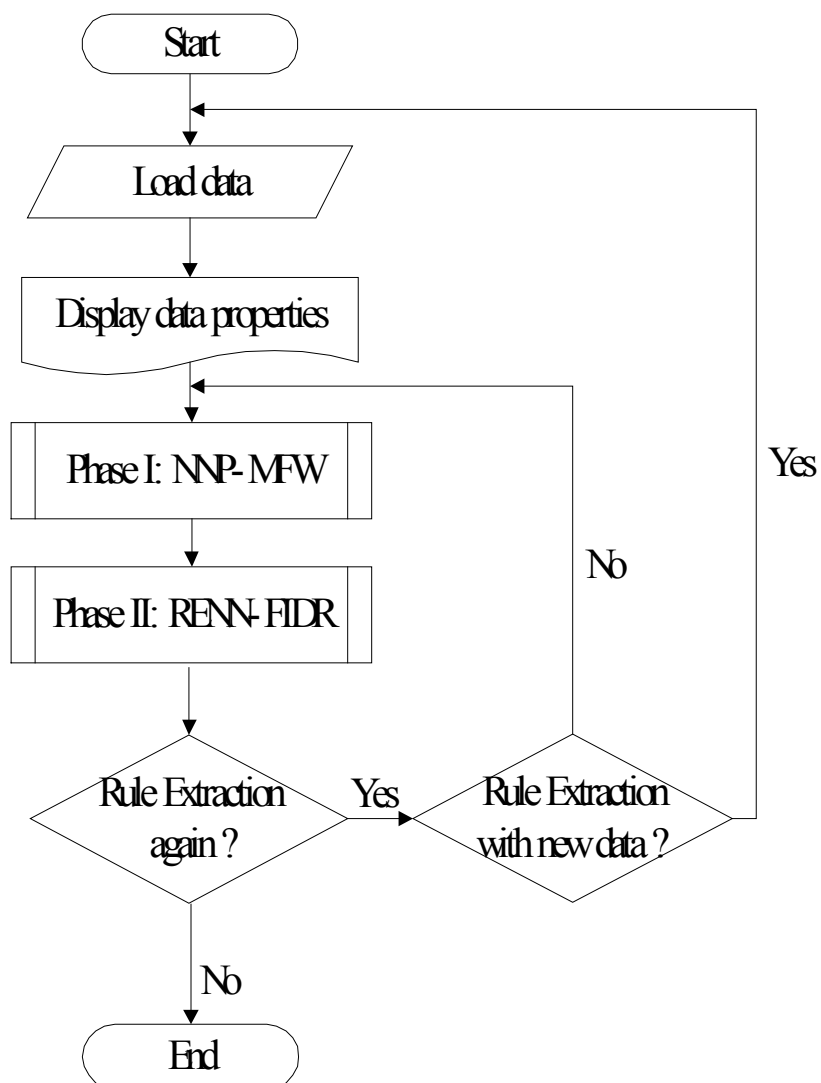 Start
Load data
Display data properties
Phase I: NNP-MFW
Yes
No
Phase II: RENN-FIDR
Rule Extraction
again ?
Yes
Rule Extraction
with new data ?
No
End